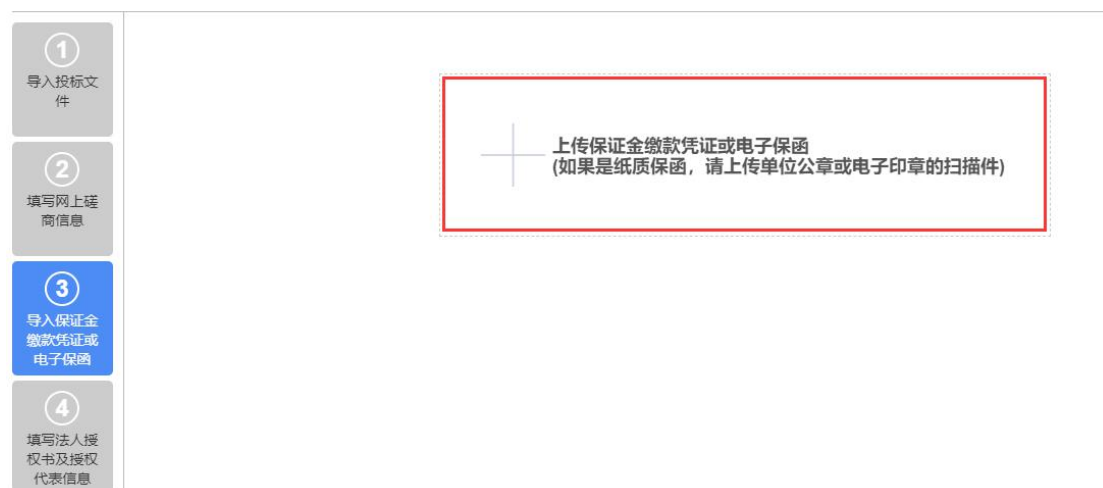 1
导入投标文
件
2
填写网上磋
商信息
3
导入保证金
缴款凭证或
电子保函
4
填写法人授
权书及授权
代表信息
上传保证金缴款凭证或电子保函
(如果是纸质保函，请上传单位公章或电子印章的扫描件)